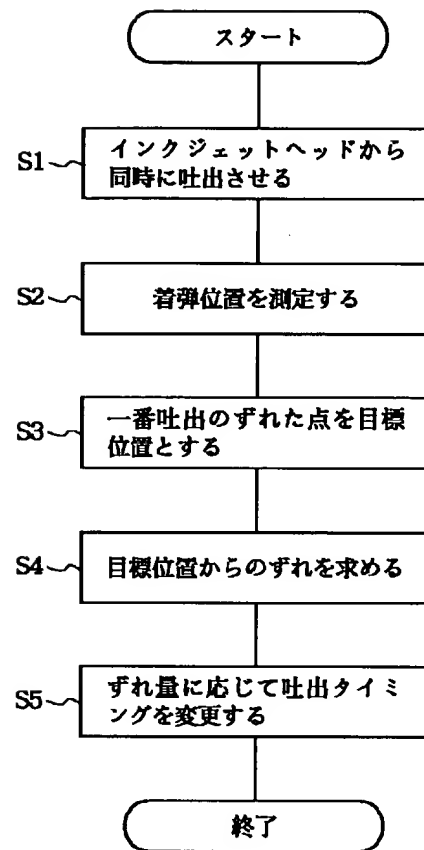 スタート
S1
インクジェットヘッドから
同時に吐出させる
S2
着弾位置を測定する
S3
一番吐出のずれた点を目標
位置とする
S4
目標位置からのずれを求める
S5
ずれ量に応じて吐出タイミ
ングを変更する
終了